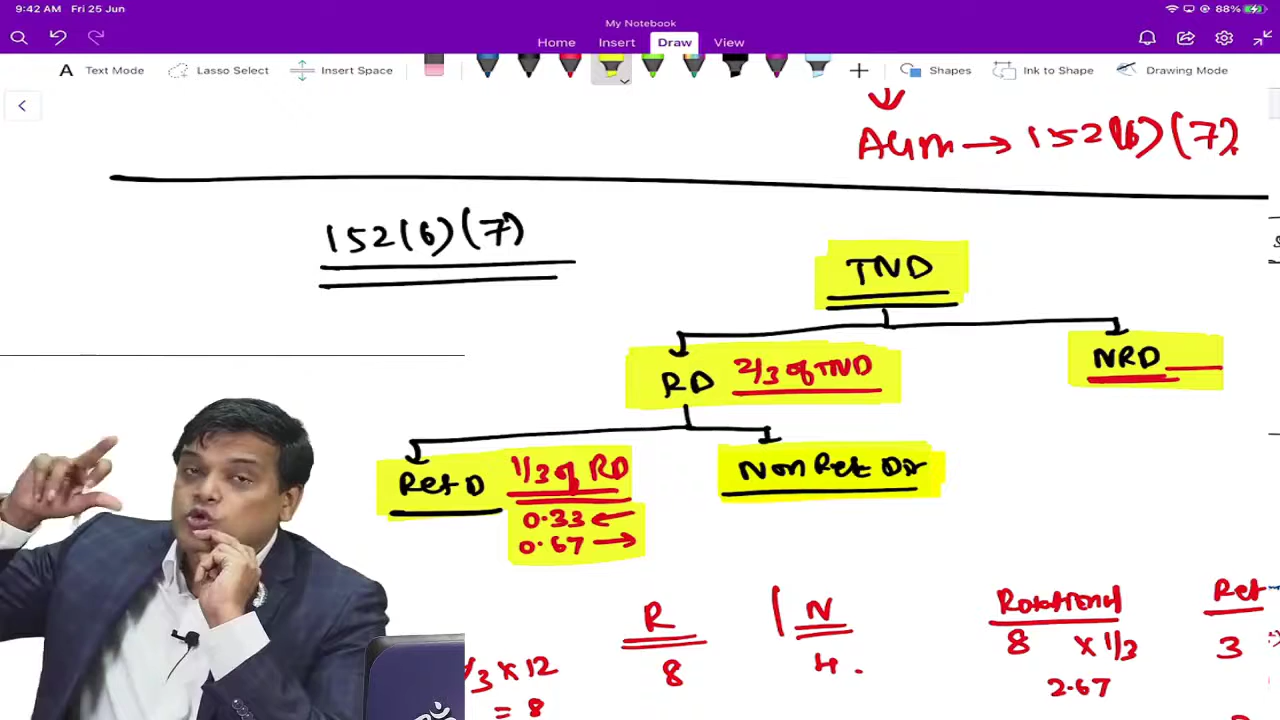 9:42 AM Fri 25 Jun
88%
My Notebook
Home Insert Draw View
Text Mode Lasso Select Insert Space Shapes Ink to Shape Drawing Mode
AGM → 152(6)(7)
152(6)(7)
TND
RD 2/3 of TND
NRD
Ret D 1/3 of RD
0.33 ←
0.67 →
Non Ret Dir
R
8
N
4.
/3 x 12
= 8
Rotational
8 x 1/3
2.67
Ret
3